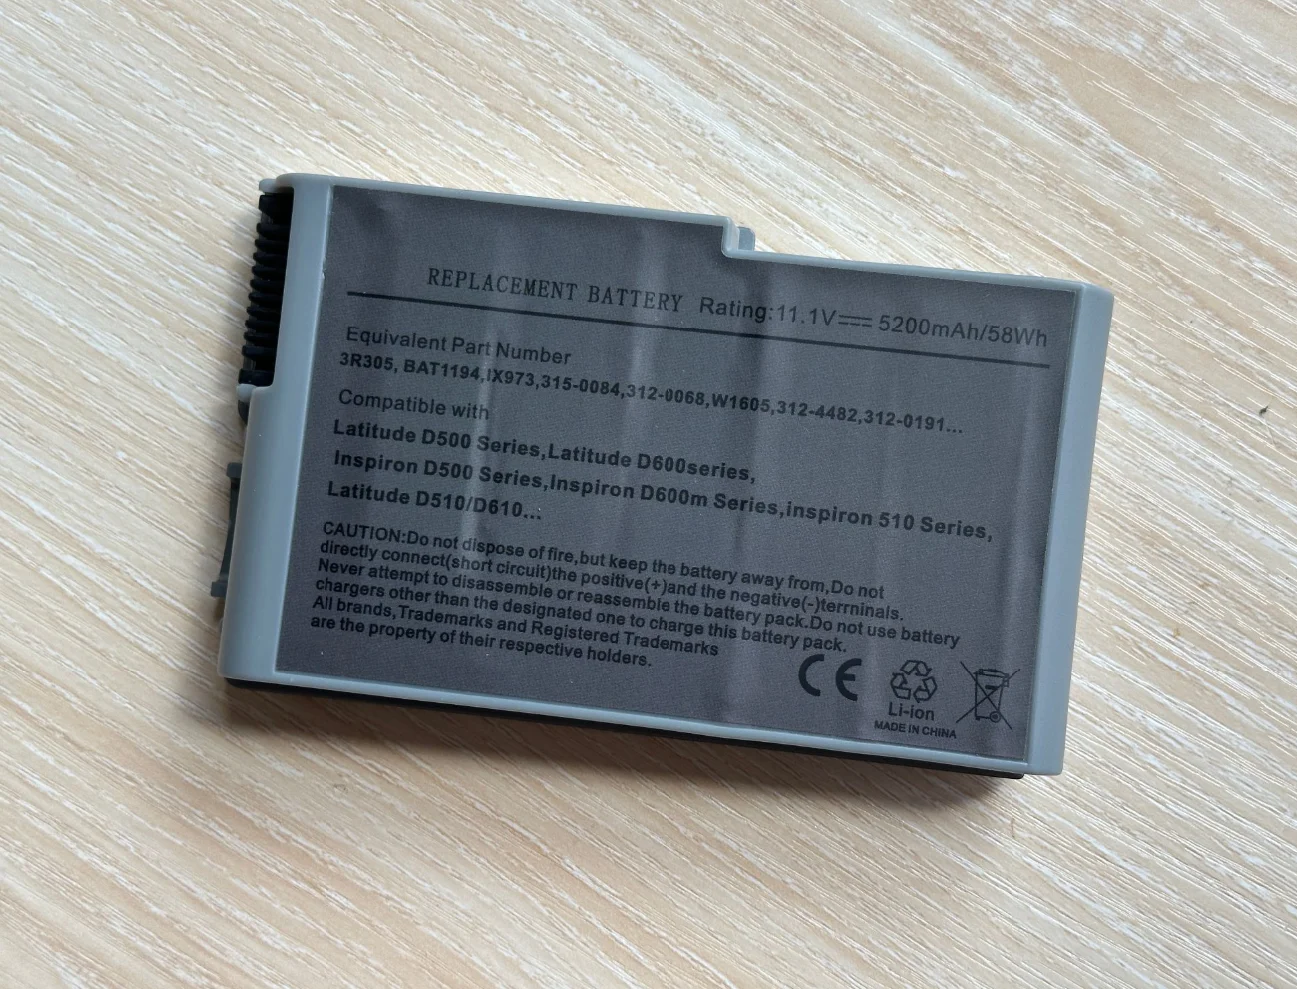 REPLACEMENT BATTERY Rating:11.1V⎓ 5200mAh/58Wh
Equivalent Part Number
3R305, BAT1194,IX973,315-0084,312-0068,W1605,312-4482,312-0191...
Compatible with
Latitude D500 Series,Latitude D600series,
Inspiron D500 Series,Inspiron D600m Series,inspiron 510 Series,
Latitude D510/D610...
CAUTION:Do not dispose of fire,but keep the battery away from,Do not
directly connect(short circuit)the positive(+)and the negative(-)terrninals.
Never attempt to disassemble or reassemble the battery pack.Do not use battery
chargers other than the designated one to charge this battery pack.
All brands,Trademarks and Registered Trademarks
are the property of their respective holders.
CE
Li-ion
MADE IN CHINA